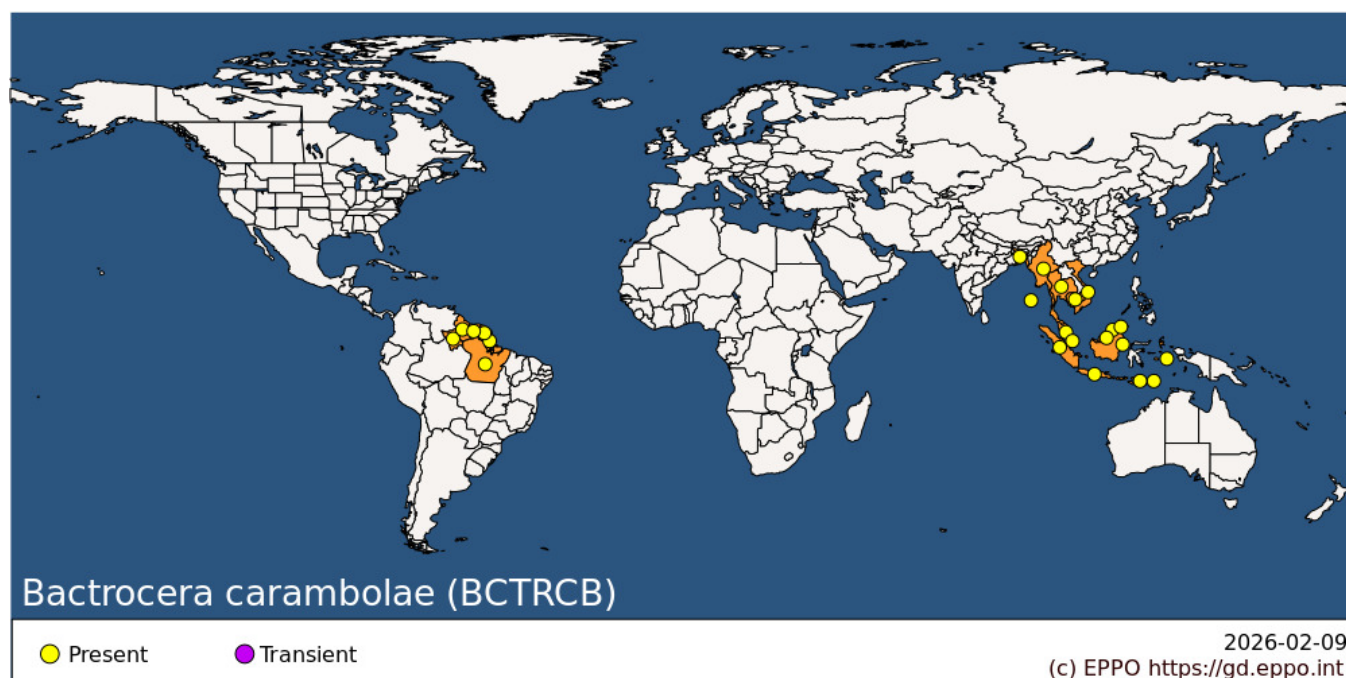 Bactrocera carambolae (BCTRCB)
Present
Transient
2026-02-09
(c) EPPO https://gd.eppo.int